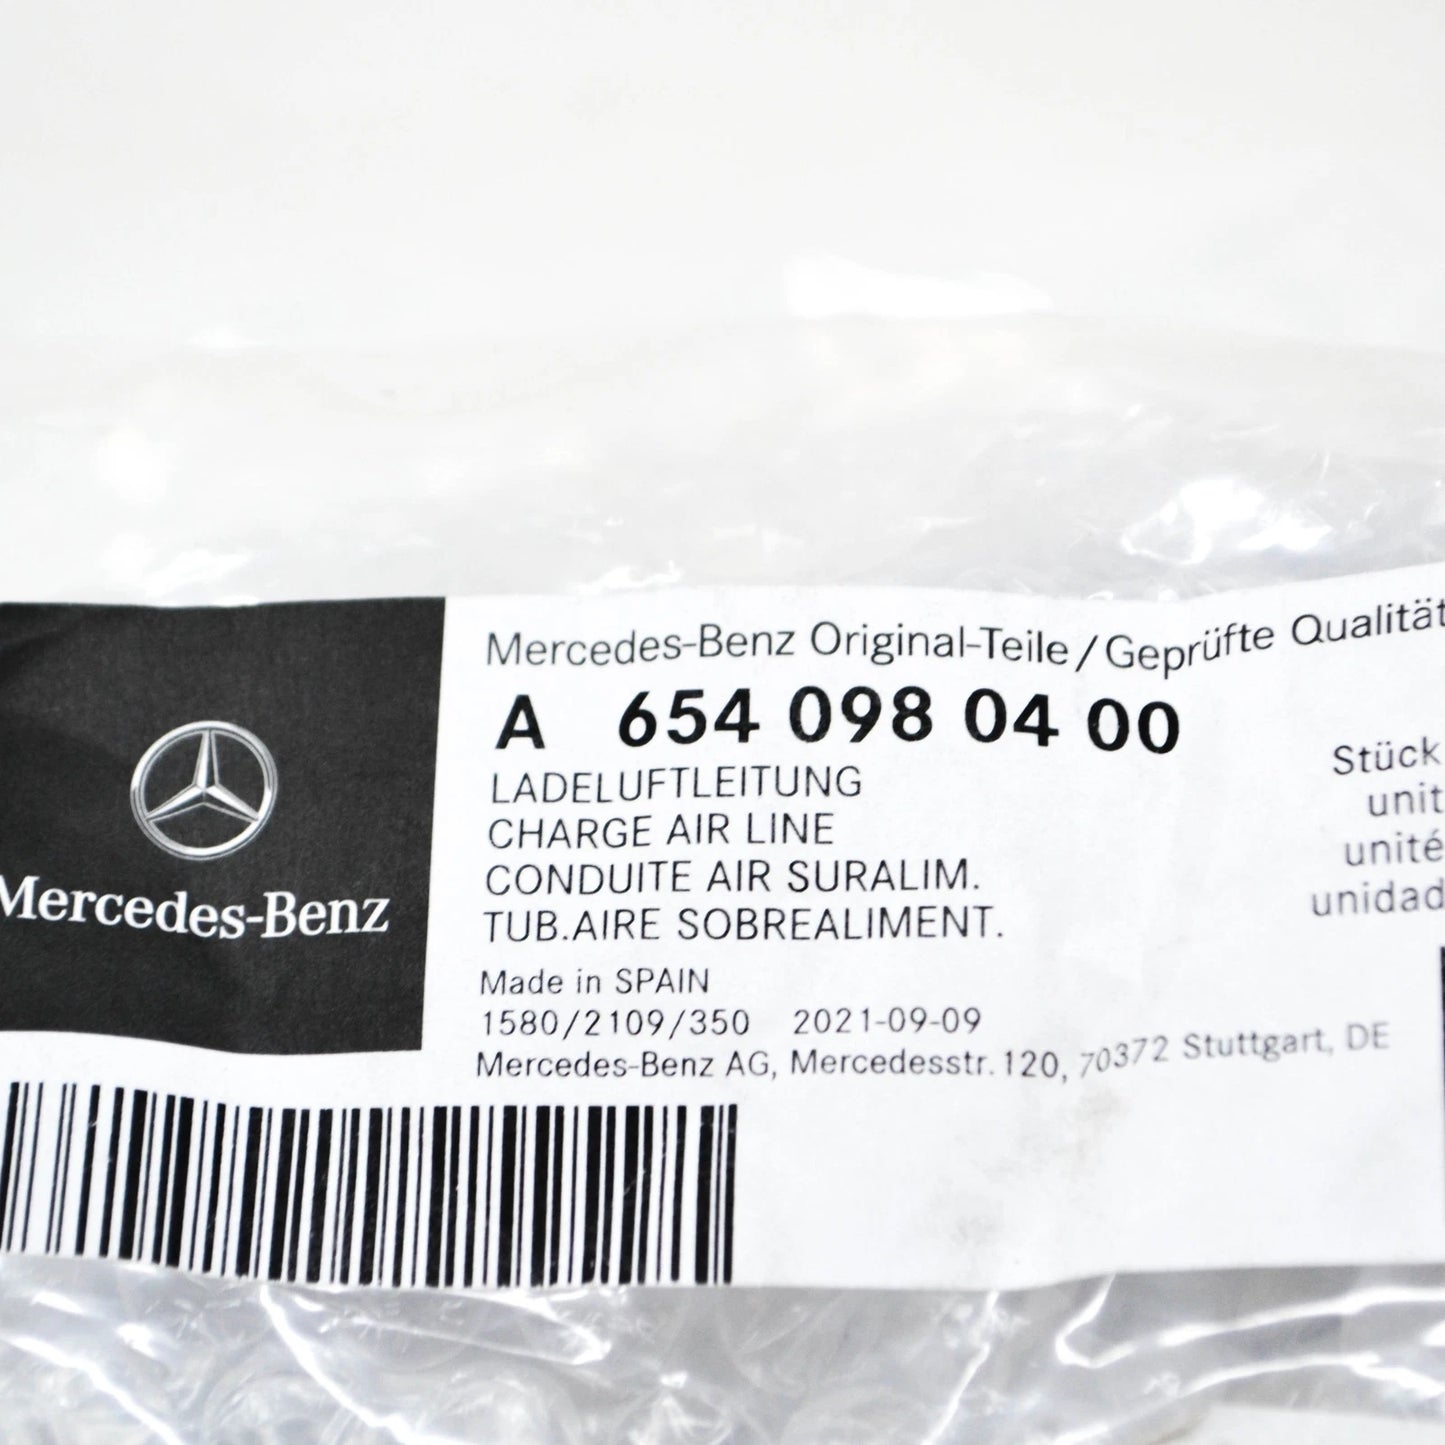 Mercedes-Benz
Mercedes-Benz Original-Teile/Geprüfte Qualität
A 654 098 04 00
LADELUFTLEITUNG
CHARGE AIR LINE
CONDUITE AIR SURALIM.
TUB.AIRE SOBREALIMENT.
Stück
unit
unité
unidad
Made in SPAIN
1580/2109/350 2021-09-09
Mercedes-Benz AG, Mercedesstr. 120, 70372 Stuttgart, DE